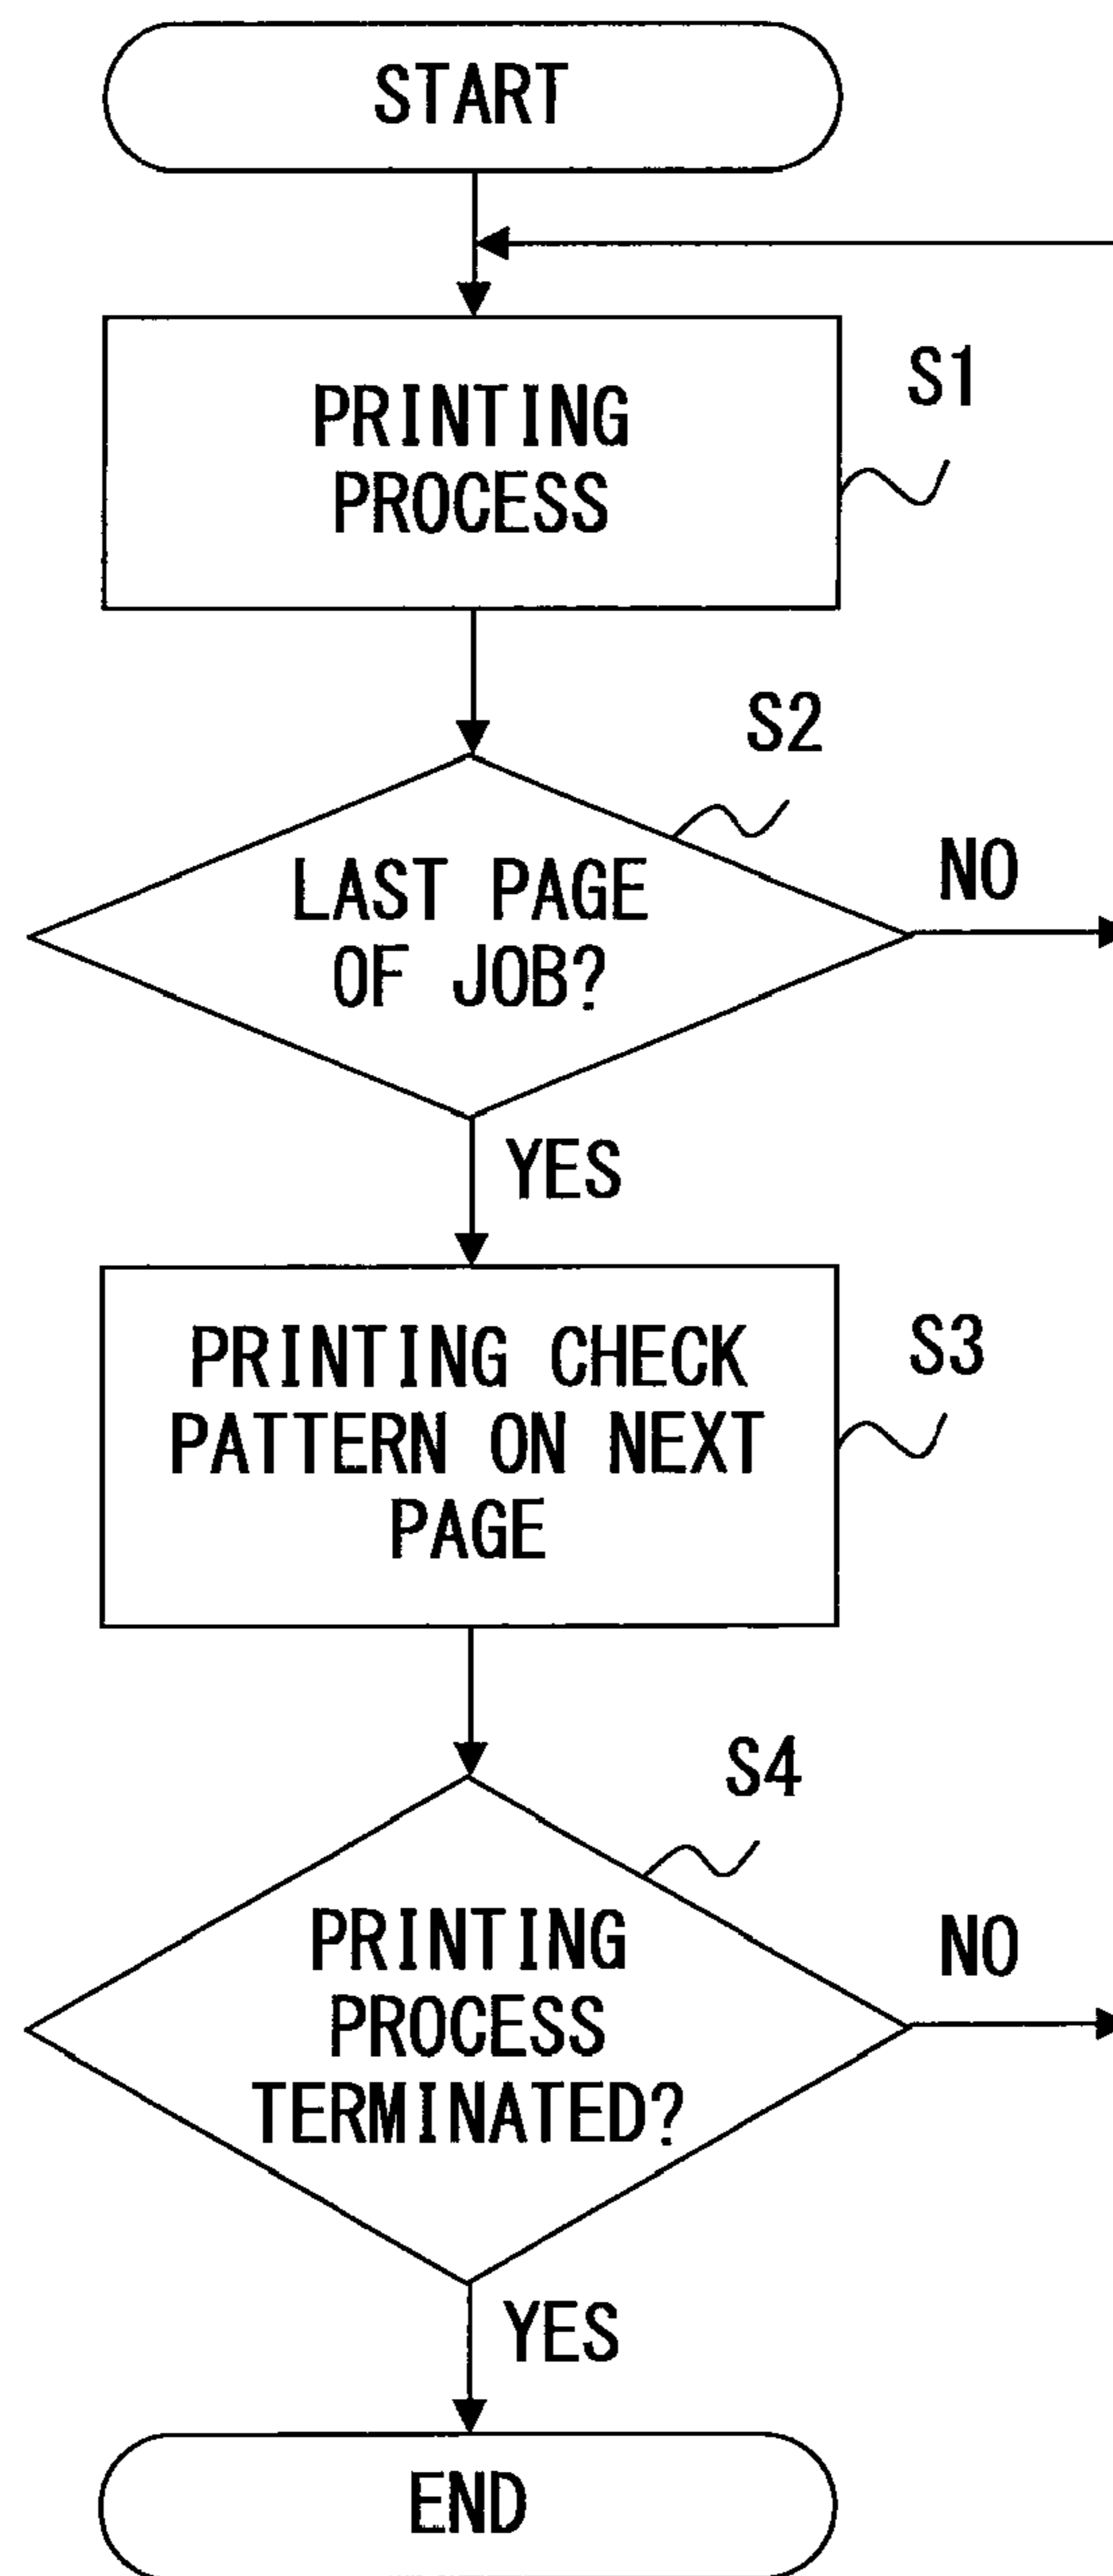 START
PRINTING
PROCESS
S1
S2
LAST PAGE
OF JOB?
NO
YES
PRINTING CHECK
PATTERN ON NEXT
PAGE
S3
S4
PRINTING
PROCESS
TERMINATED?
NO
YES
END